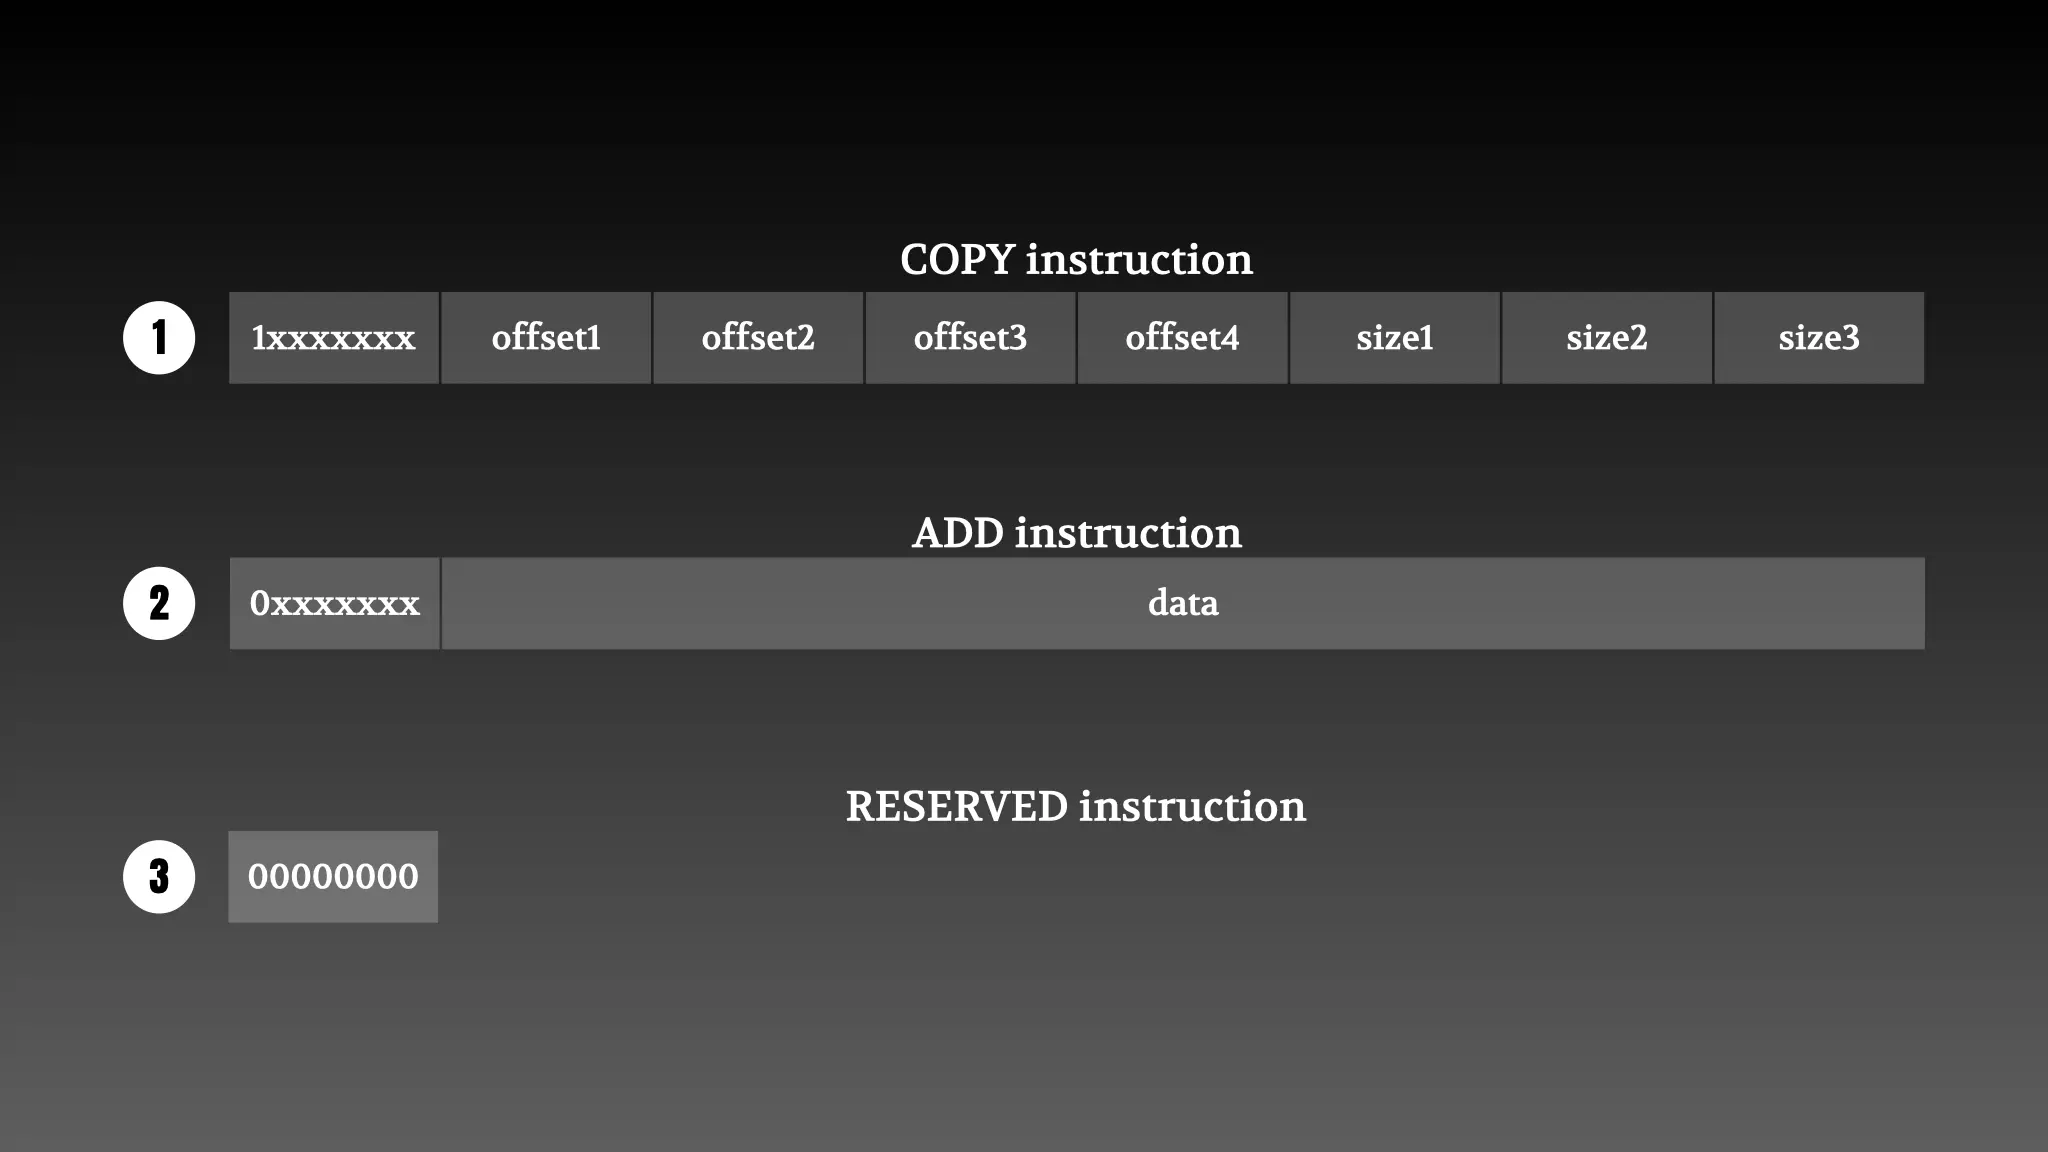 COPY instruction
1 1xxxxxxx offset1 offset2 offset3 offset4 size1 size2 size3
ADD instruction
2 0xxxxxxx data
RESERVED instruction
3 00000000